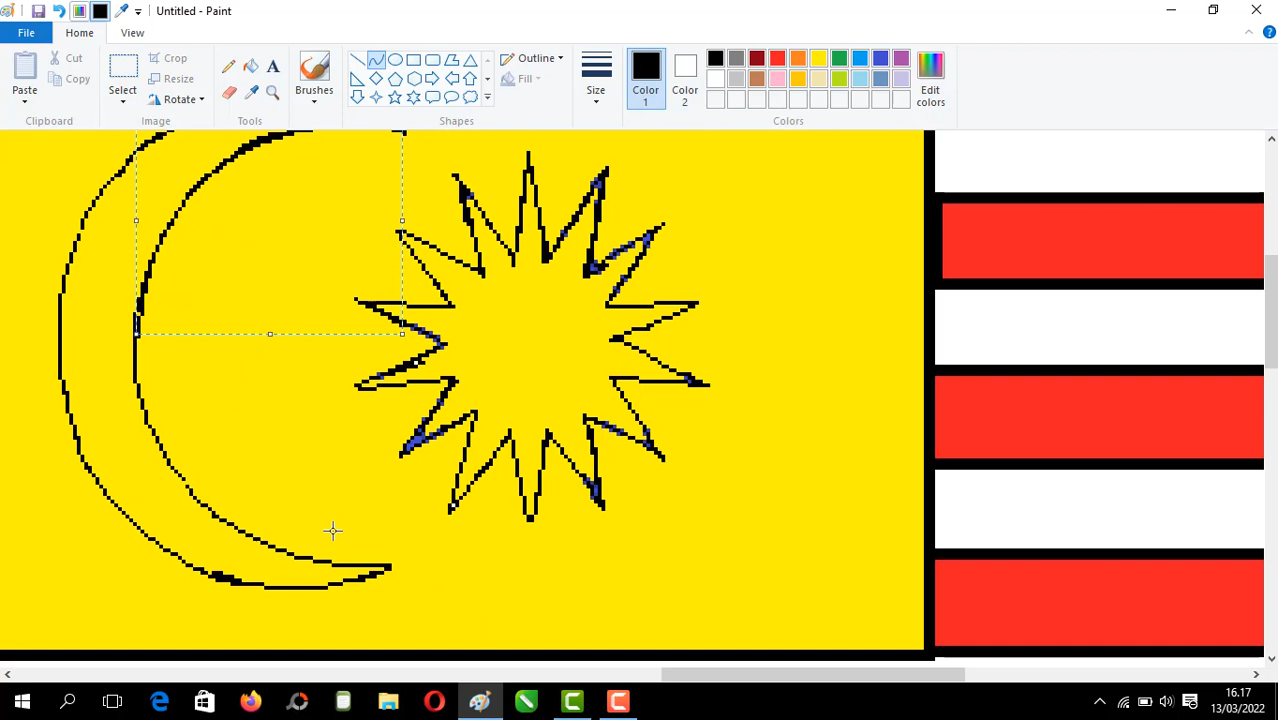 Untitled - Paint
File
Home
View
Paste
Cut
Copy
Clipboard
Select
Crop
Resize
Rotate
Image
Tools
Brushes
Shapes
Outline
Fill
Size
Color
1
Color
2
Edit
colors
Colors
16.17
13/03/2022